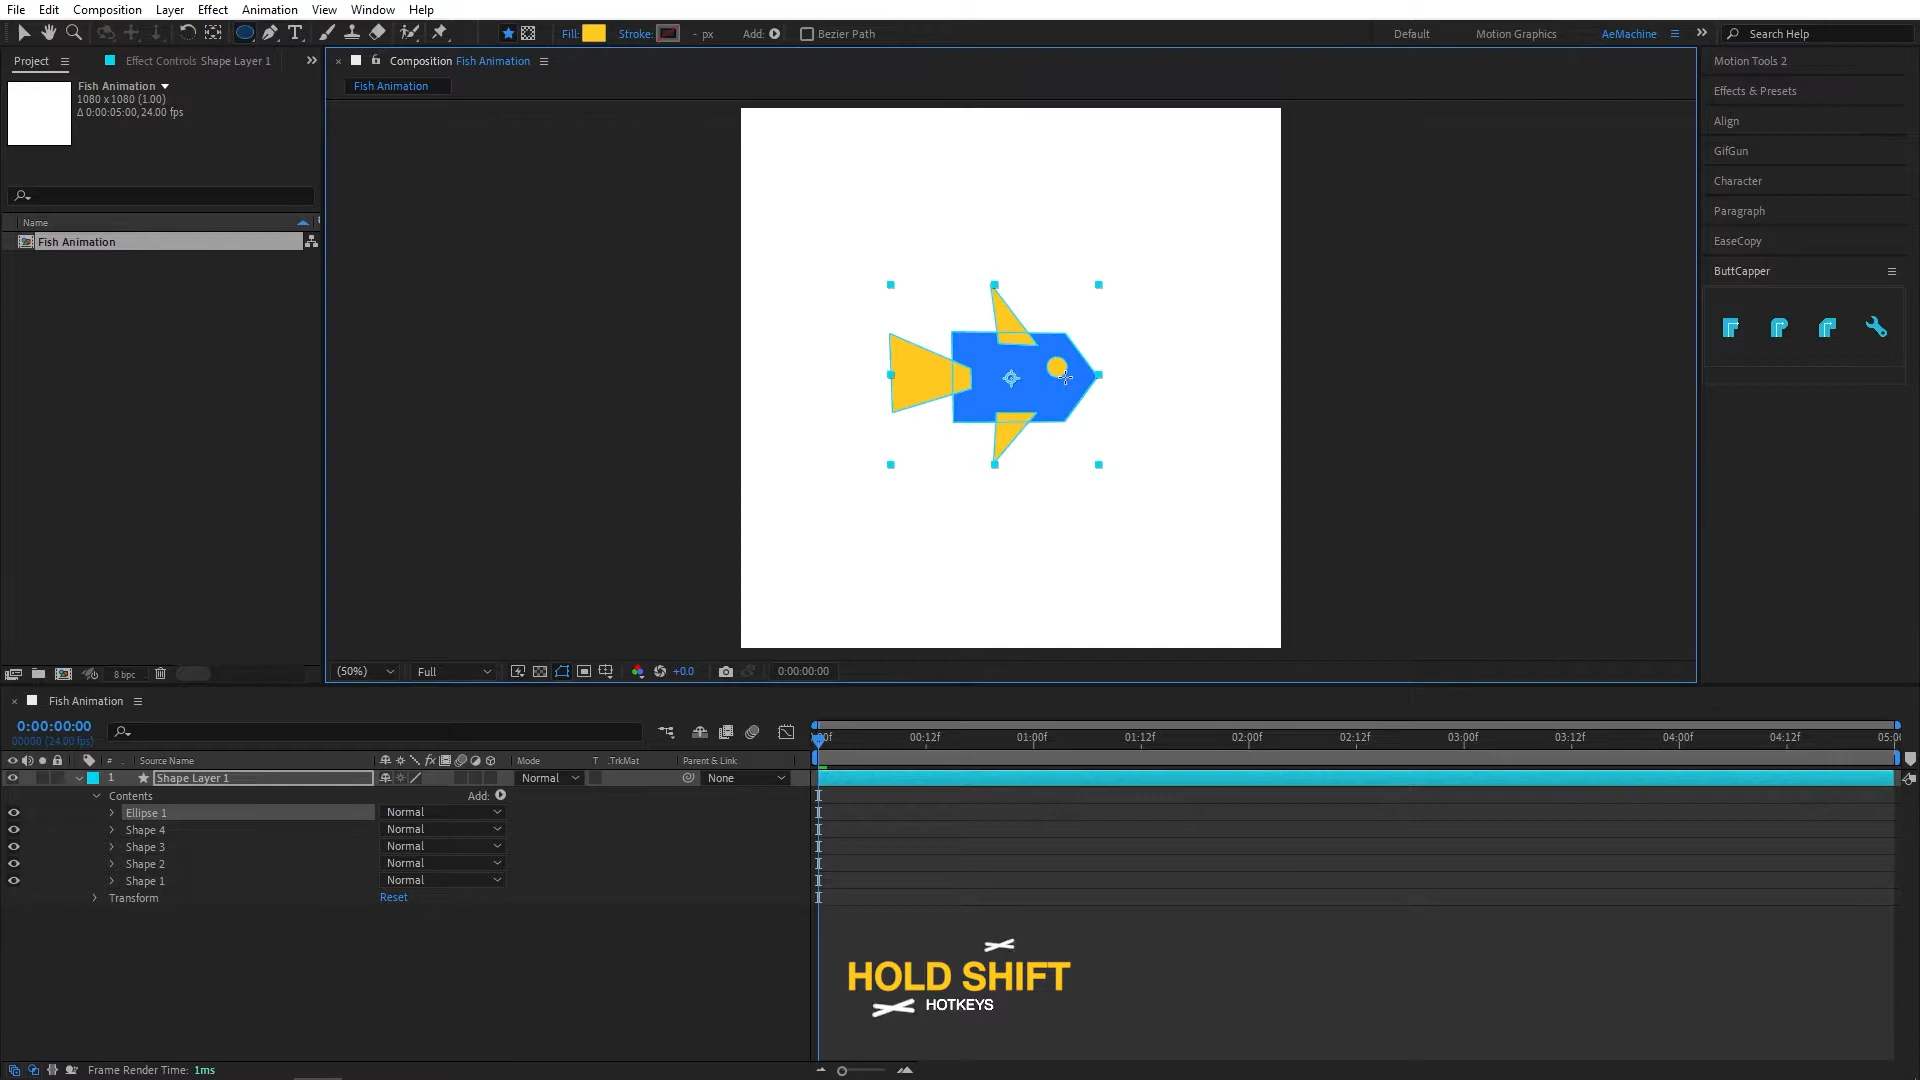 File Edit Composition Layer Effect Animation View Window Help
Fill: Stroke: - px Add: Bezier Path Default Motion Graphics AeMachine Search Help
Project Effect Controls Shape Layer 1
Composition Fish Animation
Fish Animation
Fish Animation
1080 x 1080 (1.00)
Δ 0:00:05:00, 24.00 fps
Name
Fish Animation
8 bpc
Motion Tools 2
Effects & Presets
Align
GifGun
Character
Paragraph
EaseCopy
ButtCapper
(50%) Full +0.0 0:00:00:00
Fish Animation
0:00:00:00
00000 (24.00 fps)
:00f 00:12f 01:00f 01:12f 02:00f 02:12f 03:00f 03:12f 04:00f 04:12f 05:00
# Source Name fx Mode T .TrkMat Parent & Link
1 Shape Layer 1 Normal None
Contents Add:
Ellipse 1 Normal
Shape 4 Normal
Shape 3 Normal
Shape 2 Normal
Shape 1 Normal
Transform Reset
HOLD SHIFT
HOTKEYS
Frame Render Time: 1ms